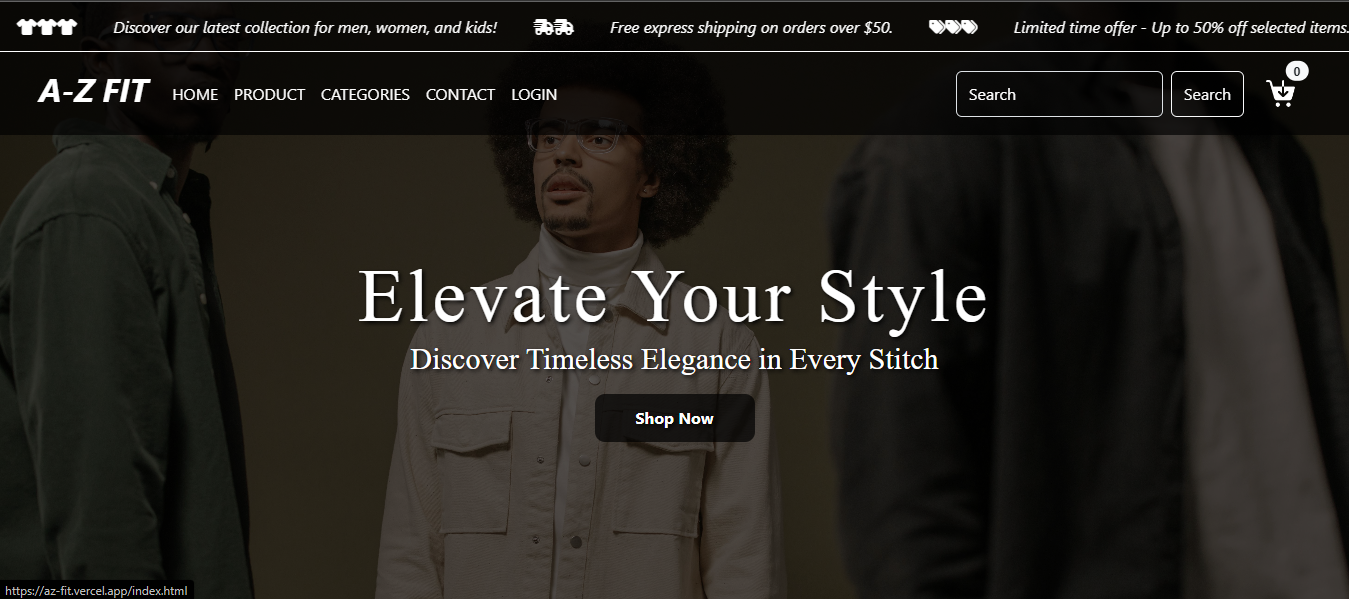 Discover our latest collection for men, women, and kids! Free express shipping on orders over $50. Limited time offer - Up to 50% off selected items.
A-Z FIT HOME PRODUCT CATEGORIES CONTACT LOGIN Search Search 0
Elevate Your Style
Discover Timeless Elegance in Every Stitch
Shop Now
https://az-fit.vercel.app/index.html